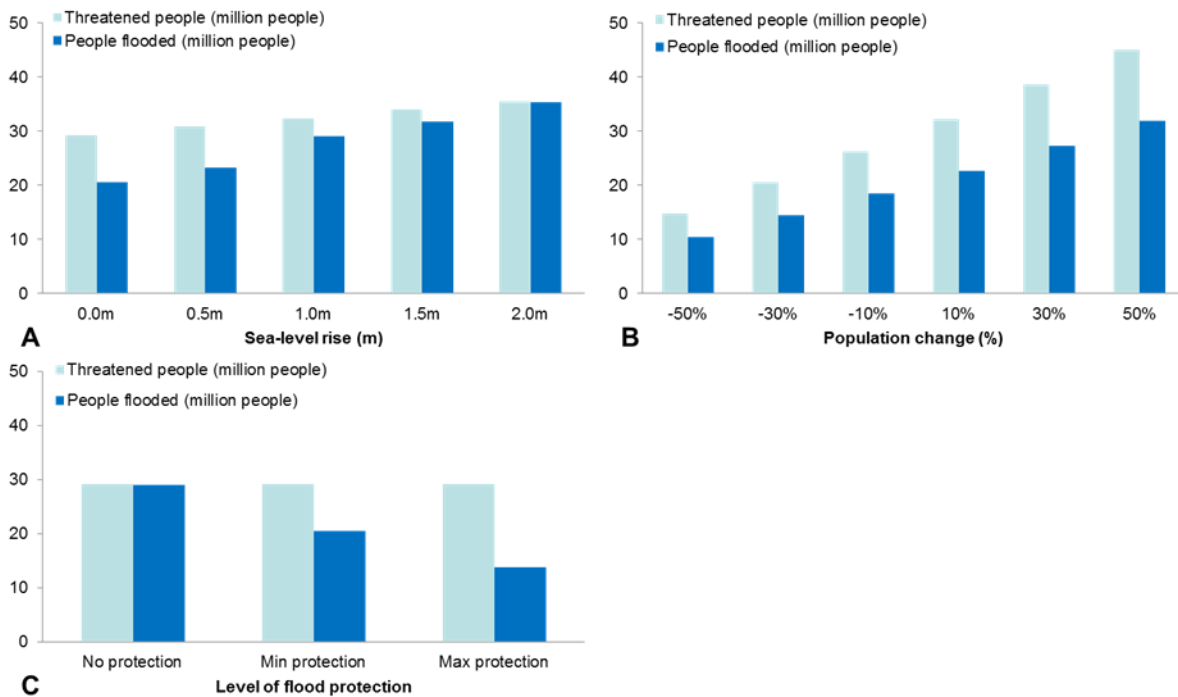 50
40
30
20
10
0
Threatened people (million people)
People flooded (million people)
0.0m 0.5m 1.0m 1.5m 2.0m
Sea-level rise (m)
A
50
40
30
20
10
0
Threatened people (million people)
People flooded (million people)
-50% -30% -10% 10% 30% 50%
Population change (%)
B
50
40
30
20
10
0
Threatened people (million people)
People flooded (million people)
No protection Min protection Max protection
Level of flood protection
C